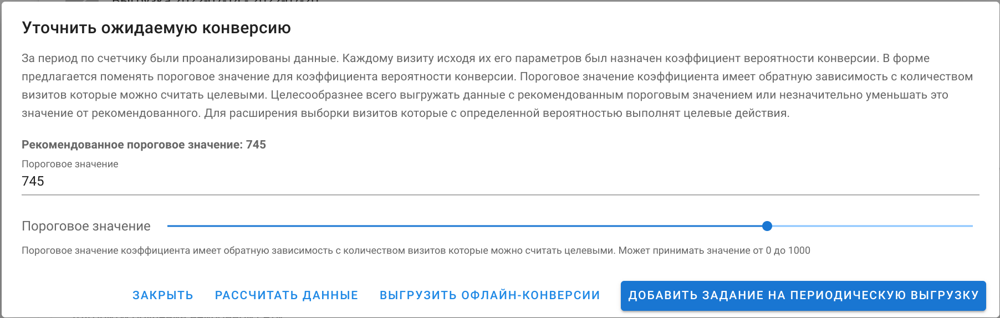 Уточнить ожидаемую конверсию
За период по счетчику были проанализированы данные. Каждому визиту исходя их его параметров был назначен коэффициент вероятности конверсии. В форме
предлагается поменять пороговое значение для коэффициента вероятности конверсии. Пороговое значение коэффициента имеет обратную зависимость с количеством
визитов которые можно считать целевыми. Целесообразнее всего выгружать данные с рекомендованным пороговым значением или незначительно уменьшать это
значение от рекомендованного. Для расширения выборки визитов которые с определенной вероятностью выполнят целевые действия.
Рекомендованное пороговое значение: 745
Пороговое значение
745
Пороговое значение
Пороговое значение коэффициента имеет обратную зависимость с количеством визитов которые можно считать целевыми. Может принимать значение от 0 до 1000
ЗАКРЫТЬ РАССЧИТАТЬ ДАННЫЕ ВЫГРУЗИТЬ ОФЛАЙН-КОНВЕРСИИ ДОБАВИТЬ ЗАДАНИЕ НА ПЕРИОДИЧЕСКУЮ ВЫГРУЗКУ